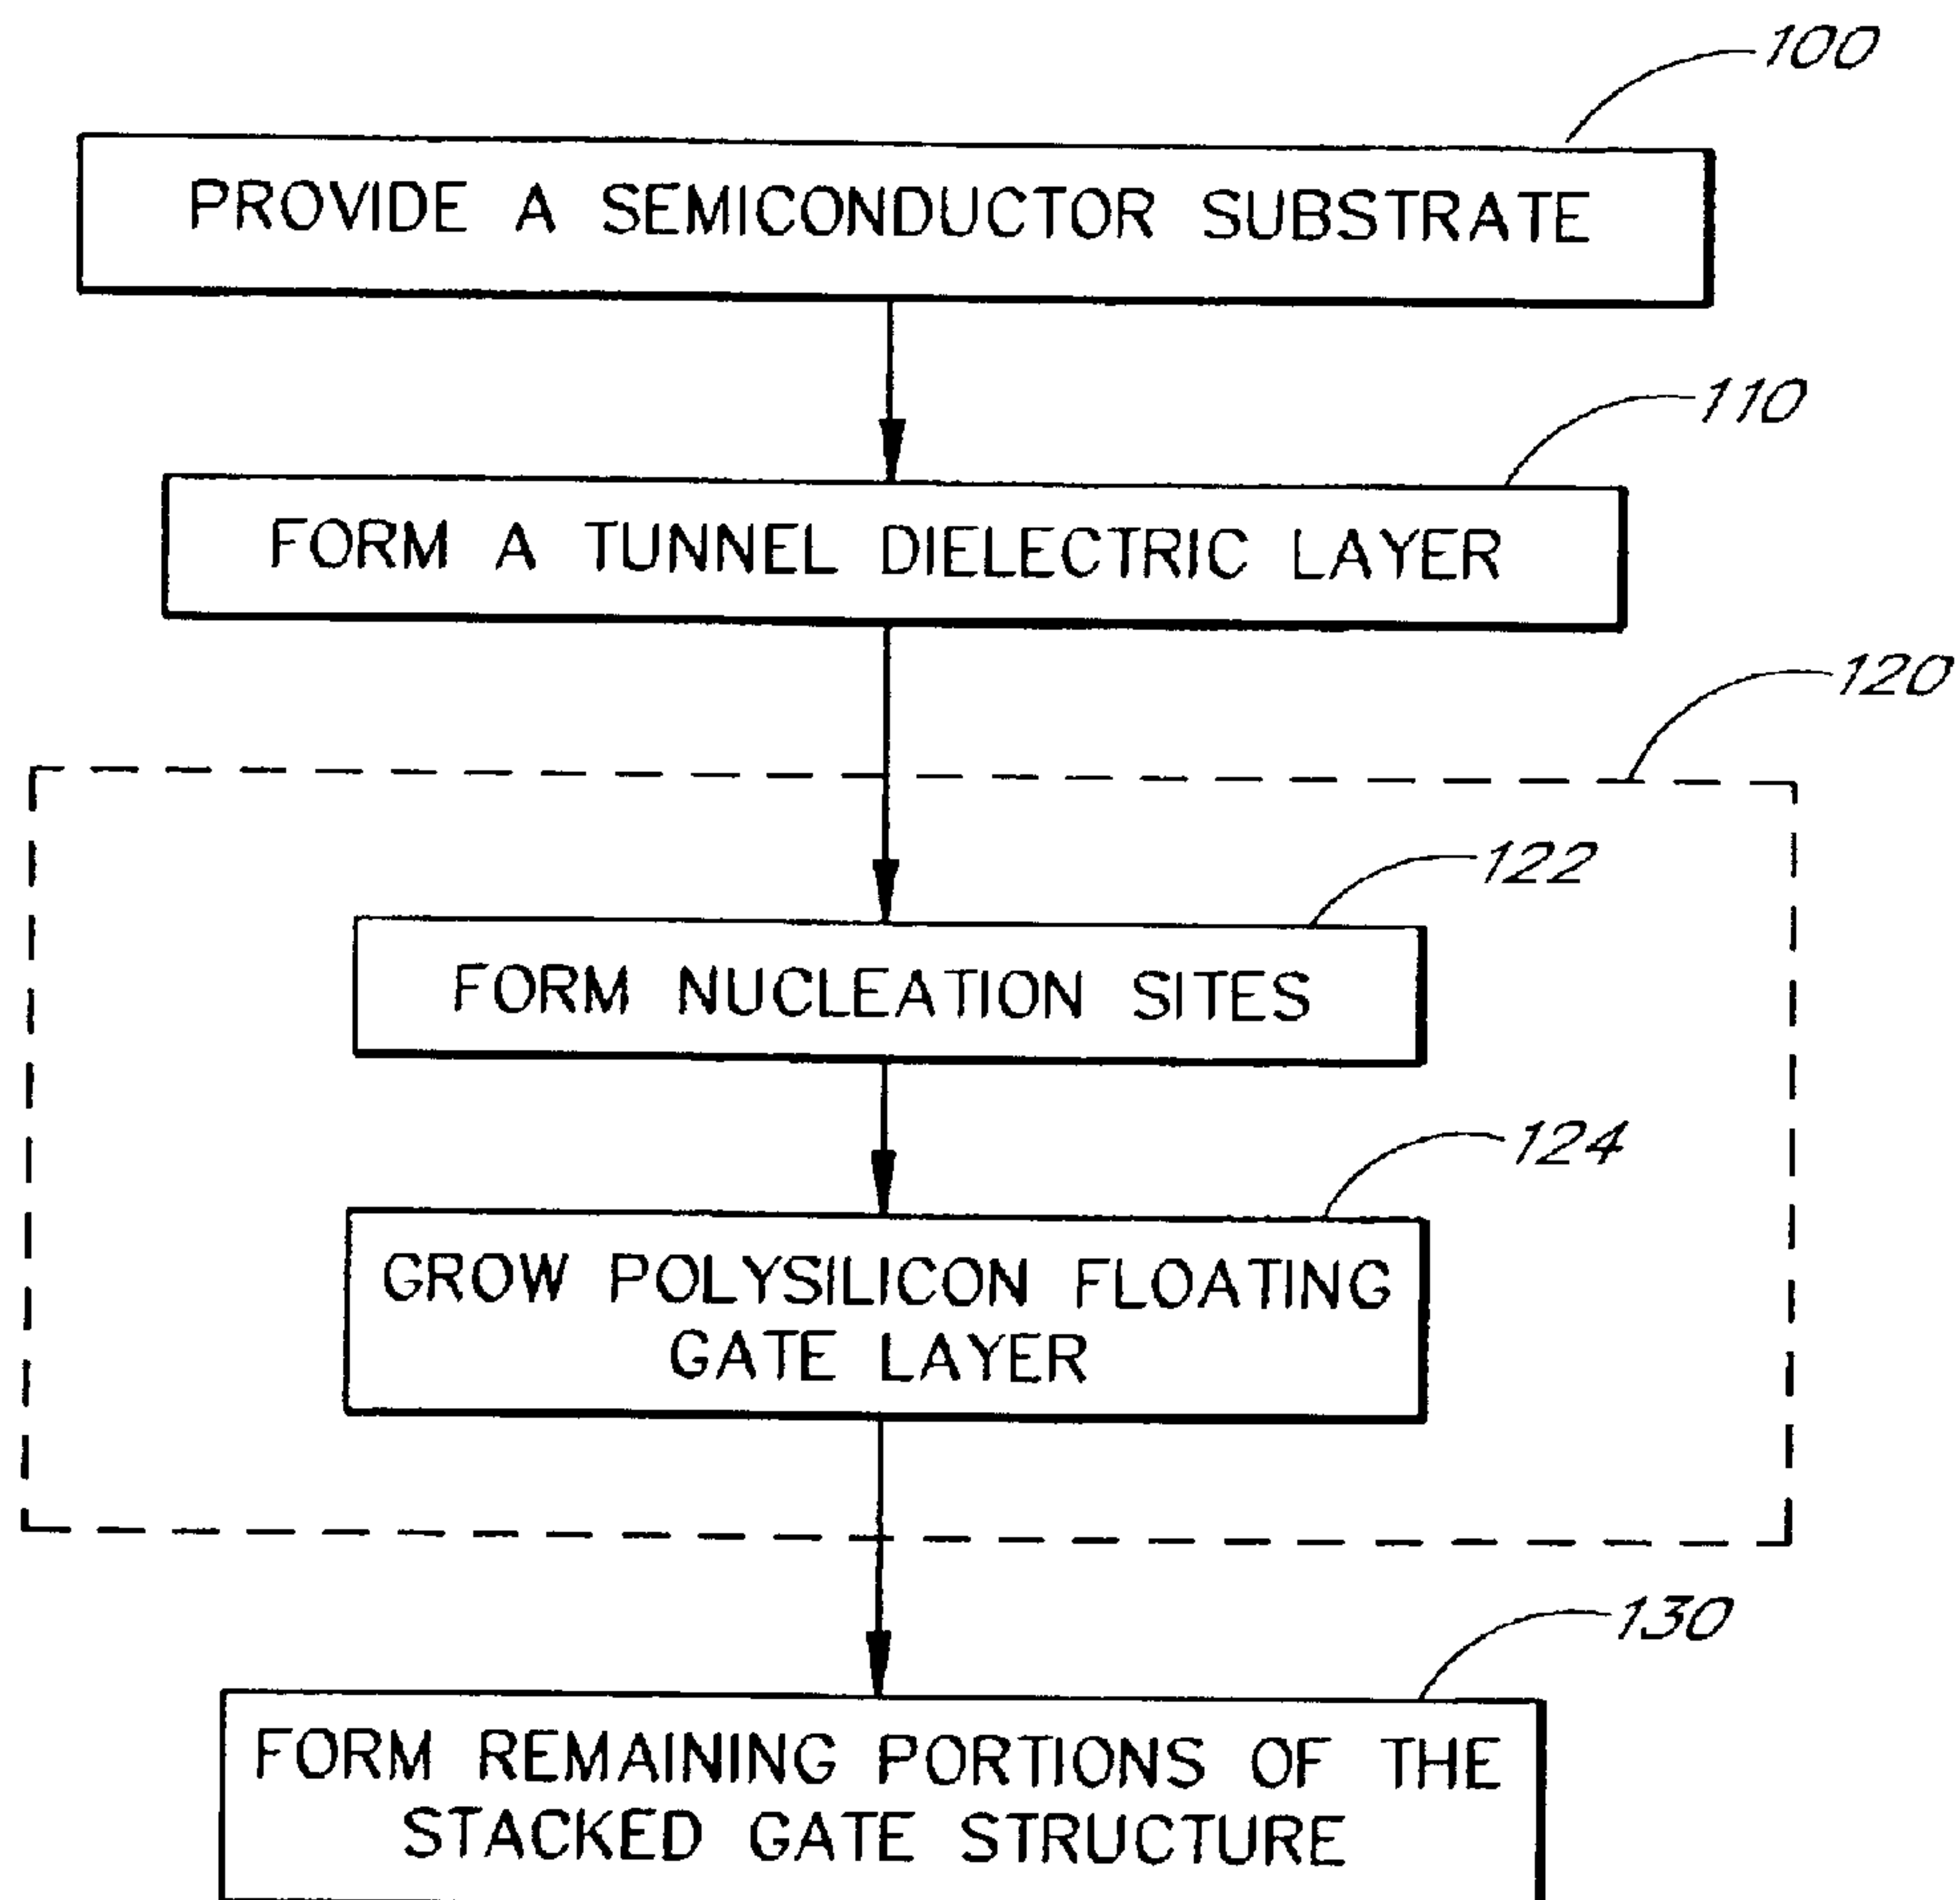 100
PROVIDE A SEMICONDUCTOR SUBSTRATE
110
FORM A TUNNEL DIELECTRIC LAYER
120
122
FORM NUCLEATION SITES
124
GROW POLYSILICON FLOATING
GATE LAYER
130
FORM REMAINING PORTIONS OF THE
STACKED GATE STRUCTURE